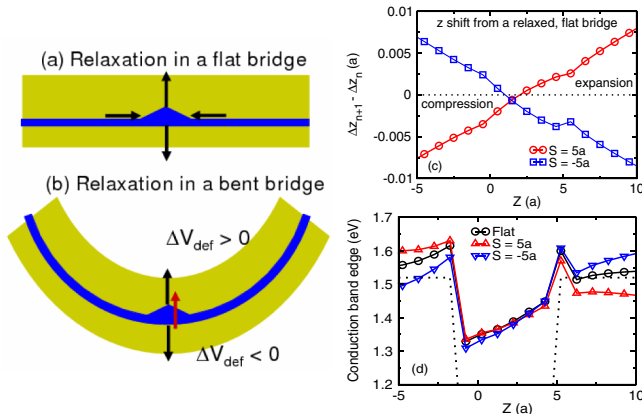 (a) Relaxation in a flat bridge
(b) Relaxation in a bent bridge
ΔV_def > 0
ΔV_def < 0
z shift from a relaxed, flat bridge
expansion
compression
S = 5a
S = -5a
(c)
Δz_n+1 - Δz_n (a)
0.01
0.005
0
-0.005
-0.01
-5 0 5 10
Z (a)
Flat
S = 5a
S = -5a
(d)
Conduction band edge (eV)
1.7
1.6
1.5
1.4
1.3
1.2
-5 0 5 10
Z (a)